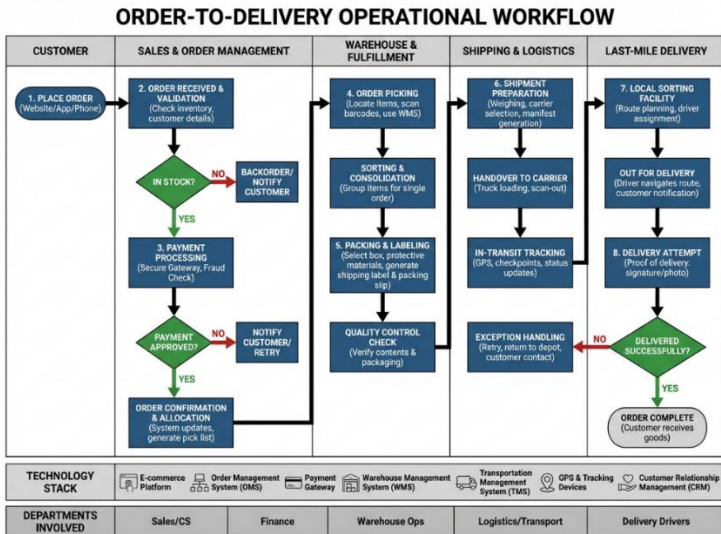 ORDER-TO-DELIVERY OPERATIONAL WORKFLOW
CUSTOMER
SALES & ORDER MANAGEMENT
WAREHOUSE &
FULFILLMENT
SHIPPING & LOGISTICS
LAST-MILE DELIVERY
1. PLACE ORDER
(Website/App/Phone)
2. ORDER RECEIVED &
VALIDATION
(Check inventory,
customer details)
IN STOCK?
NO
BACKORDER/
NOTIFY
CUSTOMER
YES
3. PAYMENT
PROCESSING
(Secure Gateway, Fraud
Check)
PAYMENT
APPROVED?
NO
NOTIFY
CUSTOMER/
RETRY
YES
ORDER CONFIRMATION
& ALLOCATION
(System updates,
generate pick list)
4. ORDER PICKING
(Locate items, scan
barcodes, use WMS)
SORTING &
CONSOLIDATION
(Group items for single
order)
5. PACKING & LABELING
(Select box, protective
materials, generate
shipping label & packing
slip)
QUALITY CONTROL
CHECK
(Verify contents &
packaging)
6. SHIPMENT
PREPARATION
(Weighing, carrier
selection, manifest
generation)
HANDOVER TO CARRIER
(Truck loading, scan-out)
IN-TRANSIT TRACKING
(GPS, checkpoints, status
updates)
EXCEPTION HANDLING
(Retry, return to depot,
customer contact)
7. LOCAL SORTING
FACILITY
(Route planning, driver
assignment)
OUT FOR DELIVERY
(Driver navigates route,
customer notification)
8. DELIVERY ATTEMPT
(Proof of delivery:
signature/photo)
NO
DELIVERED
SUCCESSFULLY?
YES
ORDER COMPLETE
(Customer receives
goods)
TECHNOLOGY
STACK
E-commerce
Platform
Order Management
System (OMS)
Payment
Gateway
Warehouse Management
System (WMS)
Transportation
Management
System (TMS)
GPS & Tracking
Devices
Customer Relationship
Management (CRM)
DEPARTMENTS
INVOLVED
Sales/CS
Finance
Warehouse Ops
Logistics/Transport
Delivery Drivers